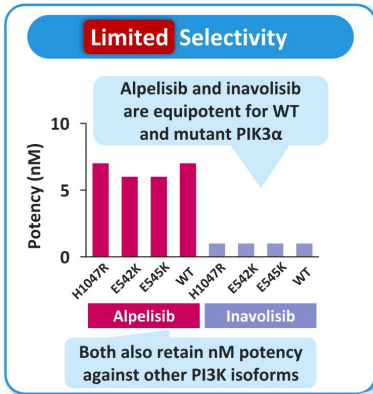 Limited Selectivity
Alpelisib and inavolisib
are equipotent for WT
and mutant PIK3α
Potency (nM)
10
5
0
H1047R
E542K
E545K
WT
H1047R
E542K
E545K
WT
Alpelisib
Inavolisib
Both also retain nM potency
against other PI3K isoforms